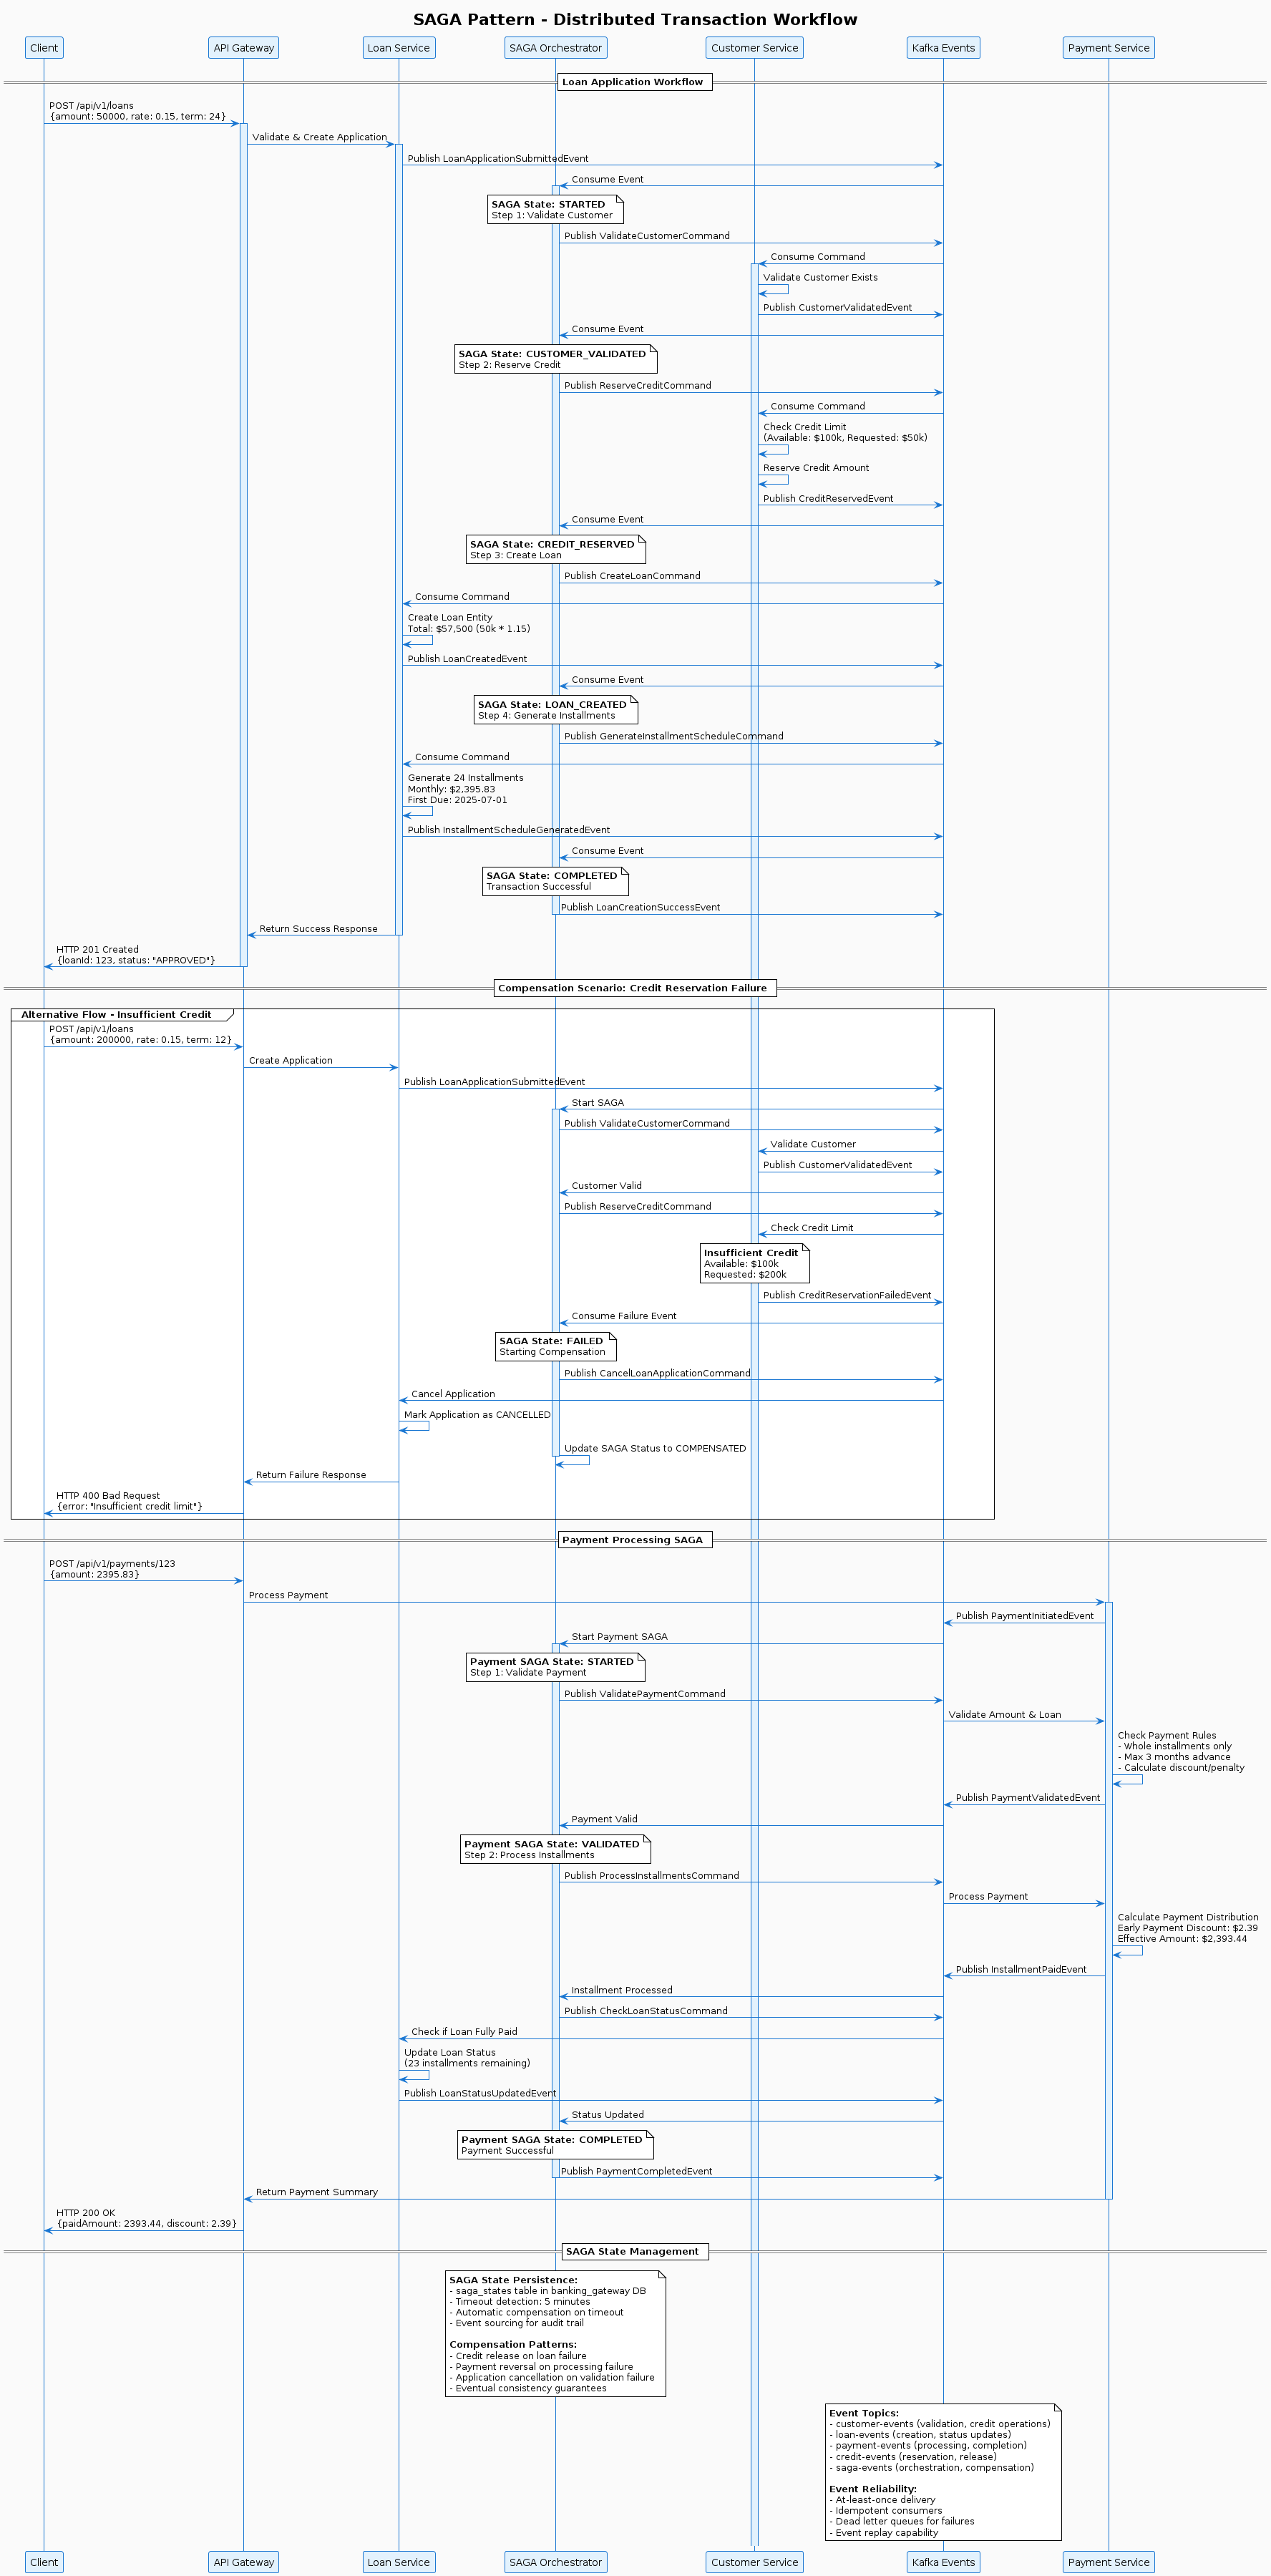 SAGA Pattern - Distributed Transaction Workflow
Client
API Gateway
Loan Service
SAGA Orchestrator
Customer Service
Kafka Events
Payment Service
Loan Application Workflow
POST /api/v1/loans
{amount: 50000, rate: 0.15, term: 24}
Validate & Create Application
Publish LoanApplicationSubmittedEvent
Consume Event
SAGA State: STARTED
Step 1: Validate Customer
Publish ValidateCustomerCommand
Consume Command
Validate Customer Exists
Publish CustomerValidatedEvent
Consume Event
SAGA State: CUSTOMER_VALIDATED
Step 2: Reserve Credit
Publish ReserveCreditCommand
Consume Command
Check Credit Limit
(Available: $100k, Requested: $50k)
Reserve Credit Amount
Publish CreditReservedEvent
Consume Event
SAGA State: CREDIT_RESERVED
Step 3: Create Loan
Publish CreateLoanCommand
Consume Command
Create Loan Entity
Total: $57,500 (50k * 1.15)
Publish LoanCreatedEvent
Consume Event
SAGA State: LOAN_CREATED
Step 4: Generate Installments
Publish GenerateInstallmentScheduleCommand
Consume Command
Generate 24 Installments
Monthly: $2,395.83
First Due: 2025-07-01
Publish InstallmentScheduleGeneratedEvent
Consume Event
SAGA State: COMPLETED
Transaction Successful
Publish LoanCreationSuccessEvent
Return Success Response
HTTP 201 Created
{loanId: 123, status: "APPROVED"}
Compensation Scenario: Credit Reservation Failure
Alternative Flow - Insufficient Credit
POST /api/v1/loans
{amount: 200000, rate: 0.15, term: 12}
Create Application
Publish LoanApplicationSubmittedEvent
Start SAGA
Publish ValidateCustomerCommand
Validate Customer
Publish CustomerValidatedEvent
Customer Valid
Publish ReserveCreditCommand
Check Credit Limit
Insufficient Credit
Available: $100k
Requested: $200k
Publish CreditReservationFailedEvent
Consume Failure Event
SAGA State: FAILED
Starting Compensation
Publish CancelLoanApplicationCommand
Cancel Application
Mark Application as CANCELLED
Update SAGA Status to COMPENSATED
Return Failure Response
HTTP 400 Bad Request
{error: "Insufficient credit limit"}
Payment Processing SAGA
POST /api/v1/payments/123
{amount: 2395.83}
Process Payment
Publish PaymentInitiatedEvent
Start Payment SAGA
Payment SAGA State: STARTED
Step 1: Validate Payment
Publish ValidatePaymentCommand
Validate Amount & Loan
Check Payment Rules
- Whole installments only
- Max 3 months advance
- Calculate discount/penalty
Publish PaymentValidatedEvent
Payment Valid
Payment SAGA State: VALIDATED
Step 2: Process Installments
Publish ProcessInstallmentsCommand
Process Payment
Calculate Payment Distribution
Early Payment Discount: $2.39
Effective Amount: $2,393.44
Publish InstallmentPaidEvent
Installment Processed
Publish CheckLoanStatusCommand
Check if Loan Fully Paid
Update Loan Status
(23 installments remaining)
Publish LoanStatusUpdatedEvent
Status Updated
Payment SAGA State: COMPLETED
Payment Successful
Publish PaymentCompletedEvent
Return Payment Summary
HTTP 200 OK
{paidAmount: 2393.44, discount: 2.39}
SAGA State Management
SAGA State Persistence:
- saga_states table in banking_gateway DB
- Timeout detection: 5 minutes
- Automatic compensation on timeout
- Event sourcing for audit trail
Compensation Patterns:
- Credit release on loan failure
- Payment reversal on processing failure
- Application cancellation on validation failure
- Eventual consistency guarantees
Event Topics:
- customer-events (validation, credit operations)
- loan-events (creation, status updates)
- payment-events (processing, completion)
- credit-events (reservation, release)
- saga-events (orchestration, compensation)
Event Reliability:
- At-least-once delivery
- Idempotent consumers
- Dead letter queues for failures
- Event replay capability
Client
API Gateway
Loan Service
SAGA Orchestrator
Customer Service
Kafka Events
Payment Service